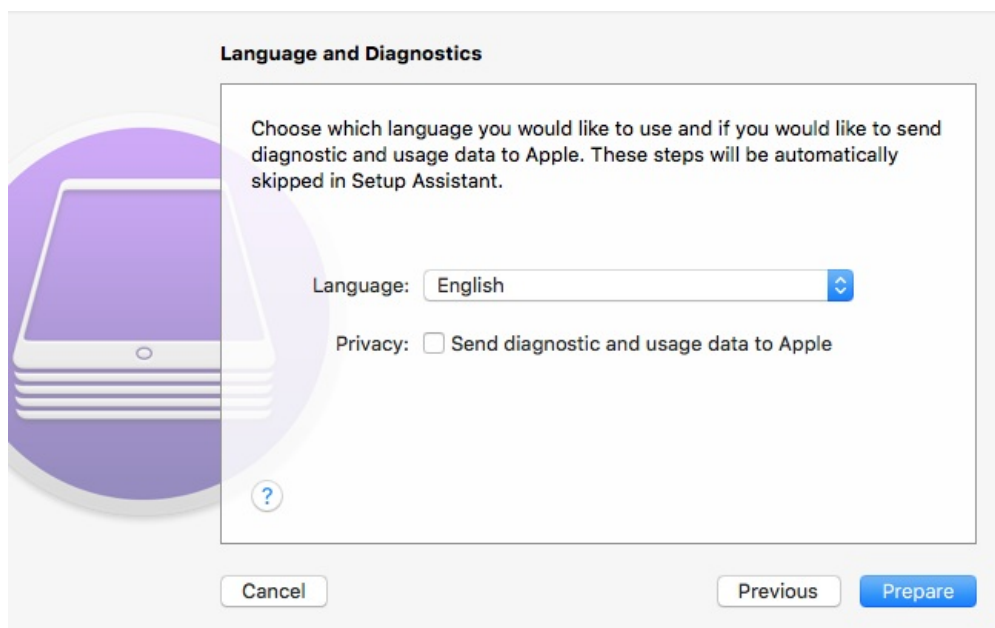 Language and Diagnostics
Choose which language you would like to use and if you would like to send
diagnostic and usage data to Apple. These steps will be automatically
skipped in Setup Assistant.
Language: English
Privacy: Send diagnostic and usage data to Apple
?
Cancel Previous Prepare